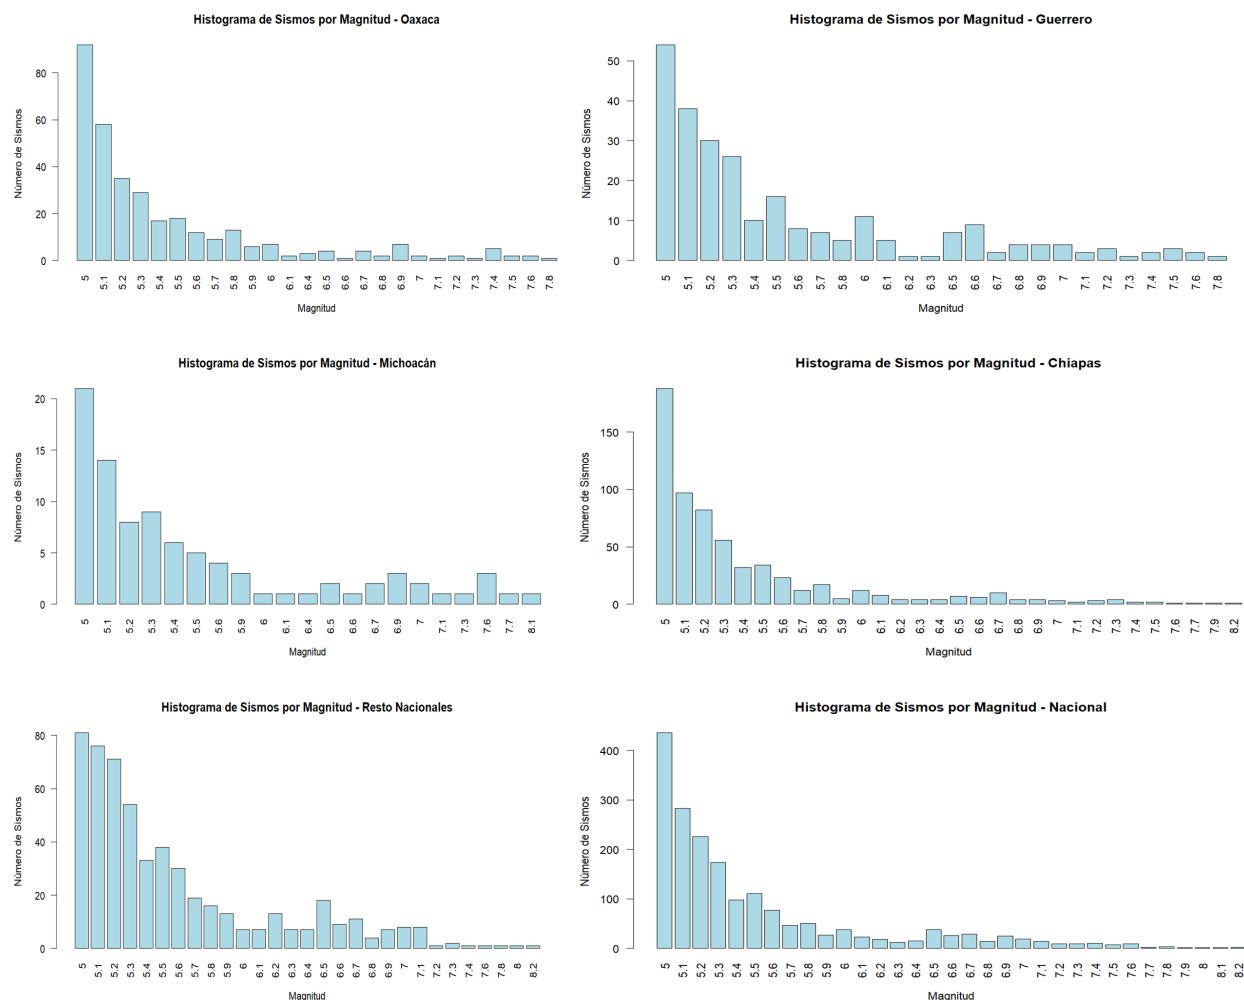 Histograma de Sismos por Magnitud - Oaxaca
Número de Sismos
80
60
40
20
0
5 5.1 5.2 5.3 5.4 5.5 5.6 5.7 5.8 5.9 6 6.1 6.4 6.5 6.6 6.7 6.8 6.9 7 7.1 7.2 7.3 7.4 7.5 7.6 7.8
Magnitud
Histograma de Sismos por Magnitud - Guerrero
Número de Sismos
50
40
30
20
10
0
5 5.1 5.2 5.3 5.4 5.5 5.6 5.7 5.8 6 6.1 6.2 6.3 6.5 6.6 6.7 6.8 6.9 7 7.1 7.2 7.3 7.4 7.5 7.6 7.8
Magnitud
Histograma de Sismos por Magnitud - Michoacán
Número de Sismos
20
15
10
5
0
5 5.1 5.2 5.3 5.4 5.5 5.6 5.9 6 6.1 6.4 6.5 6.6 6.7 6.9 7 7.1 7.3 7.6 7.7 8.1
Magnitud
Histograma de Sismos por Magnitud - Chiapas
Número de Sismos
150
100
50
0
5 5.1 5.2 5.3 5.4 5.5 5.6 5.7 5.8 5.9 6 6.1 6.2 6.3 6.4 6.5 6.6 6.7 6.8 6.9 7 7.1 7.2 7.3 7.4 7.5 7.6 7.7 7.9 8.2
Magnitud
Histograma de Sismos por Magnitud - Resto Nacionales
Número de Sismos
80
60
40
20
0
5 5.1 5.2 5.3 5.4 5.5 5.6 5.7 5.8 5.9 6 6.1 6.2 6.3 6.4 6.5 6.6 6.7 6.8 6.9 7 7.1 7.2 7.3 7.4 7.6 7.8 8 8.2
Magnitud
Histograma de Sismos por Magnitud - Nacional
Número de Sismos
400
300
200
100
0
5 5.1 5.2 5.3 5.4 5.5 5.6 5.7 5.8 5.9 6 6.1 6.2 6.3 6.4 6.5 6.6 6.7 6.8 6.9 7 7.1 7.2 7.3 7.4 7.5 7.6 7.7 7.8 7.9 8 8.1 8.2
Magnitud